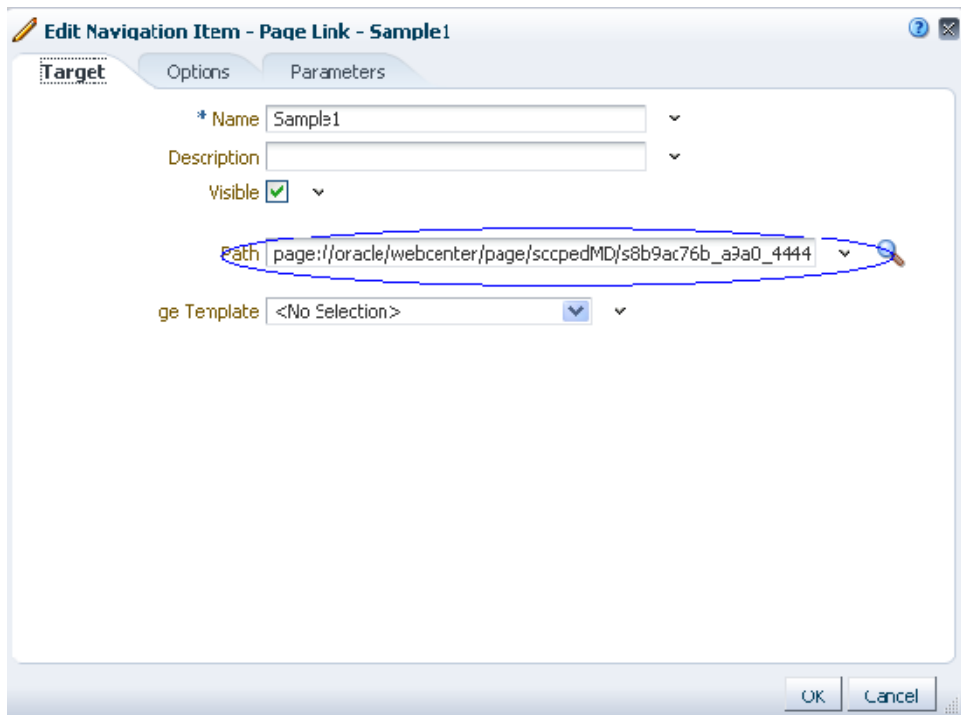 Edit Navigation Item - Page Link - Sample1
Target Options Parameters
* Name Sample1
Description
Visible
Path page://oracle/webcenter/page/sccpedMD/s8b9ac76b_a9a0_4444
ge Template <No Selection>
OK Cancel